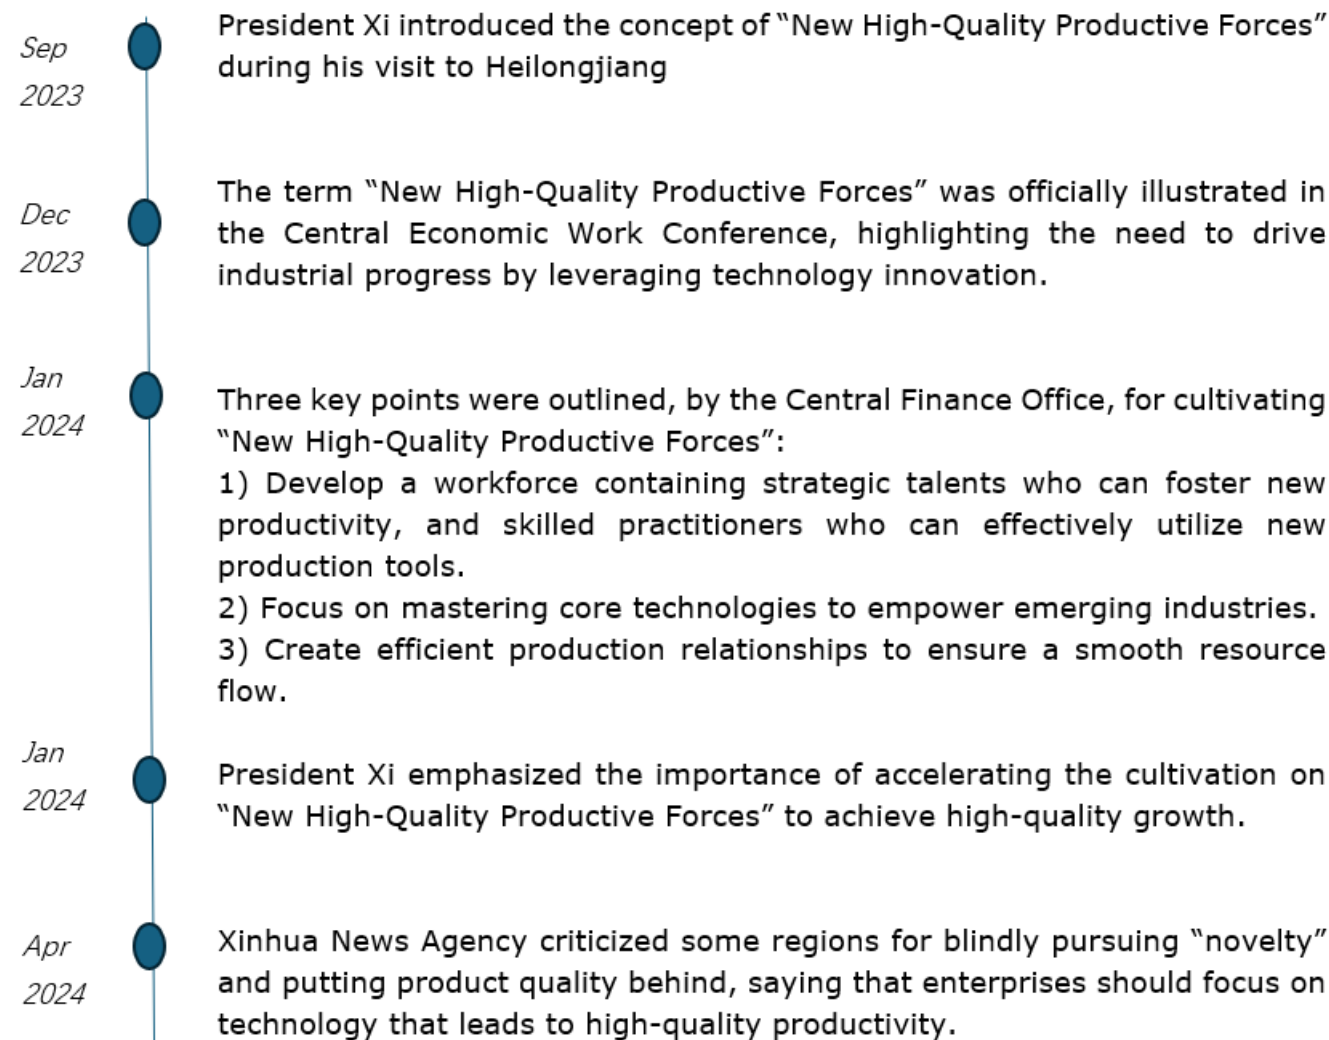 Sep
2023
President Xi introduced the concept of “New High-Quality Productive Forces”
during his visit to Heilongjiang
Dec
2023
The term “New High-Quality Productive Forces” was officially illustrated in
the Central Economic Work Conference, highlighting the need to drive
industrial progress by leveraging technology innovation.
Jan
2024
Three key points were outlined, by the Central Finance Office, for cultivating
“New High-Quality Productive Forces”:
1) Develop a workforce containing strategic talents who can foster new
productivity, and skilled practitioners who can effectively utilize new
production tools.
2) Focus on mastering core technologies to empower emerging industries.
3) Create efficient production relationships to ensure a smooth resource
flow.
Jan
2024
President Xi emphasized the importance of accelerating the cultivation on
“New High-Quality Productive Forces” to achieve high-quality growth.
Apr
2024
Xinhua News Agency criticized some regions for blindly pursuing “novelty”
and putting product quality behind, saying that enterprises should focus on
technology that leads to high-quality productivity.